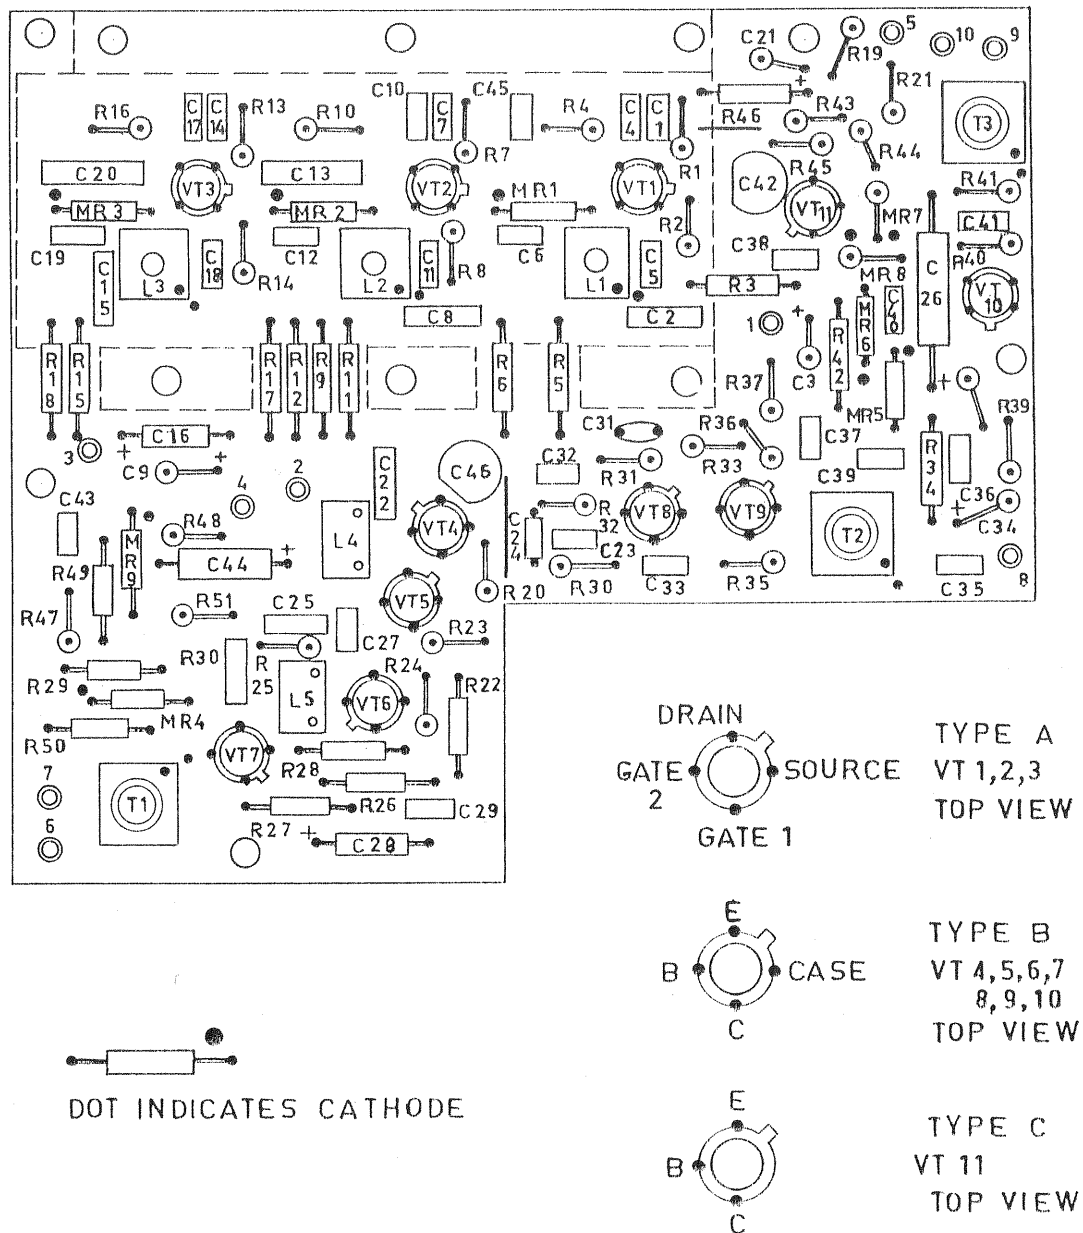 C21
R19
5
10
9
R16
C17
C14
R13
R10
C10
C7
C45
R4
C4
C1
R46
R43
R21
T3
R7
R1
R45
R44
C20
VT3
C13
VT2
MR1
VT1
C42
VT11
R41
MR3
MR2
R2
MR7
C41
C19
C15
L3
C18
R14
C12
L2
C11
R8
C6
L1
C5
C38
R3
MR8
C26
R40
VT10
C8
C2
1
+
C3
R42
MR6
C40
R18
R15
R17
R12
R9
R11
R6
R5
R37
MR5
+
R39
3
+
C16
+
C9
+
C22
C46
C31
C32
R31
R36
R33
C37
C39
R34
C36
+
C34
C43
4
2
MR9
R48
L4
VT4
C24
R32
VT8
VT9
T2
C23
R49
C44
+
R47
R51
C25
VT5
R20
R30
C33
R35
C35
8
R30
R25
C27
R23
R29
L5
R24
VT6
R22
MR4
R50
VT7
R28
7
T1
R26
6
R27
+
C28
C29
DRAIN
GATE 2
SOURCE
GATE 1
TYPE A
VT 1,2,3
TOP VIEW
E
B
CASE
C
TYPE B
VT 4,5,6,7
8,9,10
TOP VIEW
DOT INDICATES CATHODE
E
B
C
TYPE C
VT 11
TOP VIEW